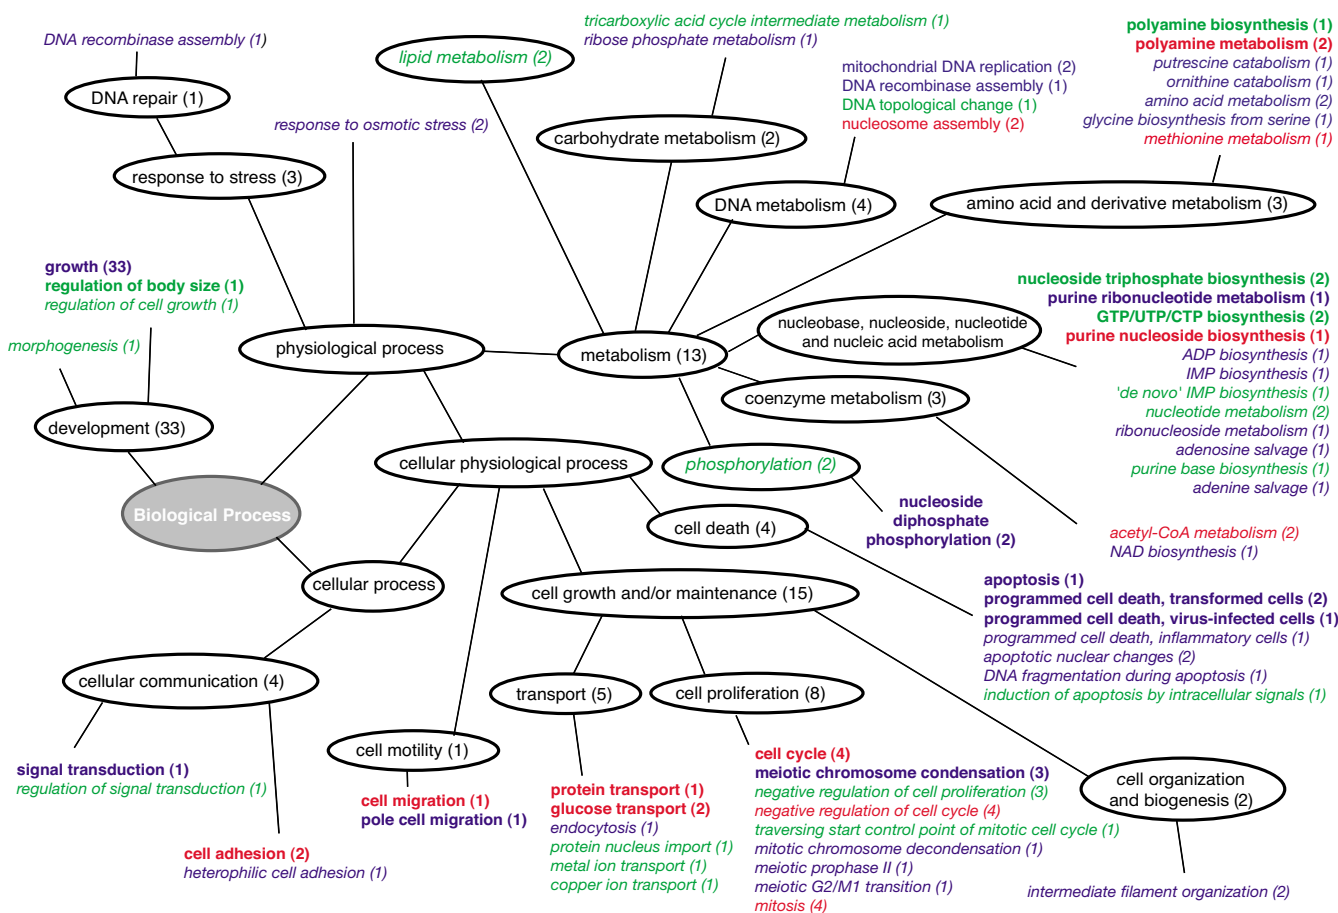 DNA recombinase assembly (1)
DNA repair (1)
response to osmotic stress (2)
response to stress (3)
lipid metabolism (2)
tricarboxylic acid cycle intermediate metabolism (1)
ribose phosphate metabolism (1)
carbohydrate metabolism (2)
mitochondrial DNA replication (2)
DNA recombinase assembly (1)
DNA topological change (1)
nucleosome assembly (2)
DNA metabolism (4)
polyamine biosynthesis (1)
polyamine metabolism (2)
putrescine catabolism (1)
ornithine catabolism (1)
amino acid metabolism (2)
glycine biosynthesis from serine (1)
methionine metabolism (1)
amino acid and derivative metabolism (3)
growth (33)
regulation of body size (1)
regulation of cell growth (1)
morphogenesis (1)
development (33)
physiological process
metabolism (13)
nucleobase, nucleoside, nucleotide
and nucleic acid metabolism
nucleoside triphosphate biosynthesis (2)
purine ribonucleotide metabolism (1)
GTP/UTP/CTP biosynthesis (2)
purine nucleoside biosynthesis (1)
ADP biosynthesis (1)
IMP biosynthesis (1)
'de novo' IMP biosynthesis (1)
nucleotide metabolism (2)
ribonucleoside metabolism (1)
adenosine salvage (1)
purine base biosynthesis (1)
adenine salvage (1)
coenzyme metabolism (3)
acetyl-CoA metabolism (2)
NAD biosynthesis (1)
cellular physiological process
phosphorylation (2)
nucleoside
diphosphate
phosphorylation (2)
Biological Process
cell death (4)
apoptosis (1)
programmed cell death, transformed cells (2)
programmed cell death, virus-infected cells (1)
programmed cell death, inflammatory cells (1)
apoptotic nuclear changes (2)
DNA fragmentation during apoptosis (1)
induction of apoptosis by intracellular signals (1)
cellular process
cell growth and/or maintenance (15)
cellular communication (4)
transport (5)
cell proliferation (8)
signal transduction (1)
regulation of signal transduction (1)
cell adhesion (2)
heterophilic cell adhesion (1)
cell motility (1)
cell migration (1)
pole cell migration (1)
protein transport (1)
glucose transport (2)
endocytosis (1)
protein nucleus import (1)
metal ion transport (1)
copper ion transport (1)
cell cycle (4)
meiotic chromosome condensation (3)
negative regulation of cell proliferation (3)
negative regulation of cell cycle (4)
traversing start control point of mitotic cell cycle (1)
mitotic chromosome decondensation (1)
meiotic prophase II (1)
meiotic G2/M1 transition (1)
mitosis (4)
cell organization
and biogenesis (2)
intermediate filament organization (2)